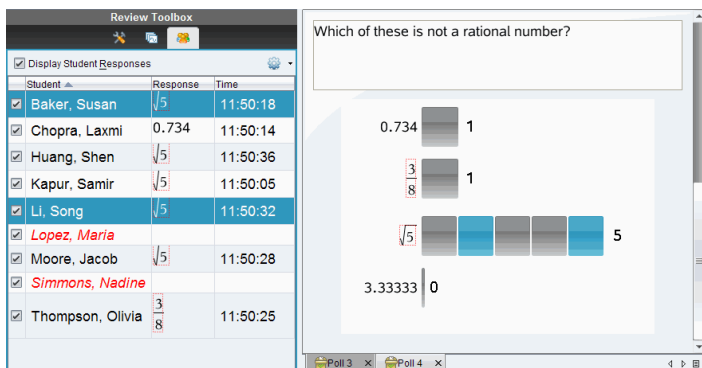 Review Toolbox
Display Student Responses
Student Response Time
Baker, Susan √5 11:50:18
Chopra, Laxmi 0.734 11:50:14
Huang, Shen √5 11:50:36
Kapur, Samir √5 11:50:05
Li, Song √5 11:50:32
Lopez, Maria
Moore, Jacob √5 11:50:28
Simmons, Nadine
Thompson, Olivia 3/8 11:50:25
Which of these is not a rational number?
0.734 1
3/8 1
√5 5
3.33333 0
Poll 3 Poll 4